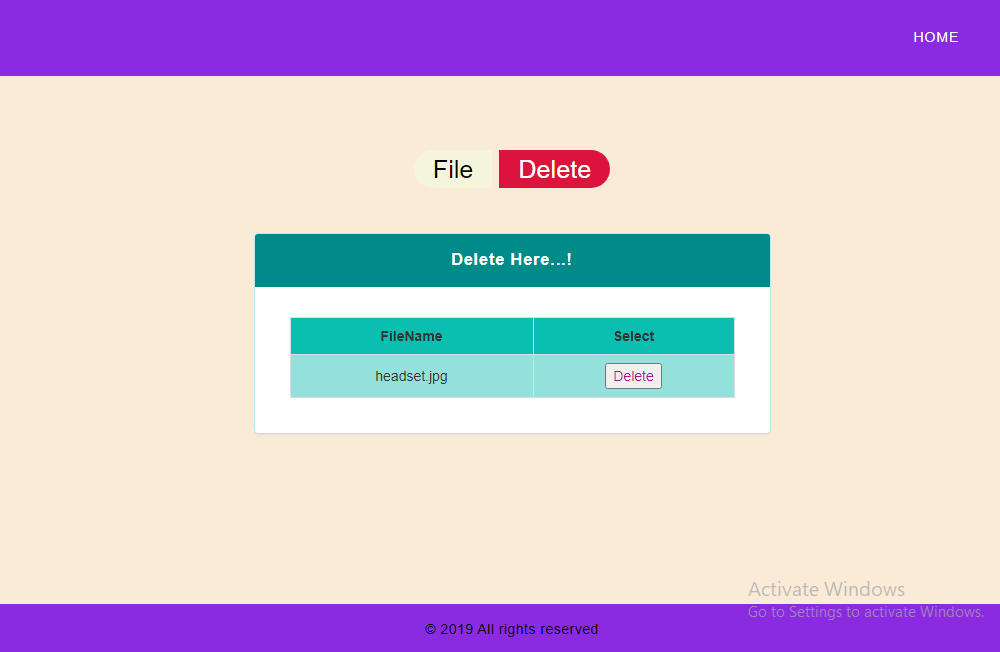 HOME
File Delete
Delete Here...!
FileName Select
headset.jpg Delete
Activate Windows
Go to Settings to activate Windows.
© 2019 All rights reserved